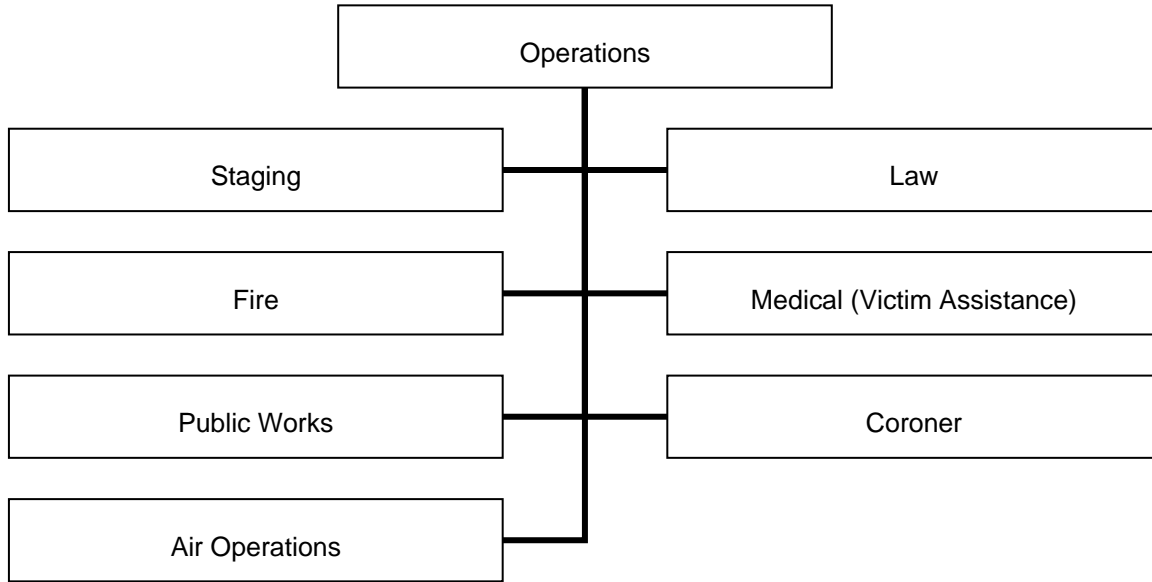 Operations
Staging
Law
Fire
Medical (Victim Assistance)
Public Works
Coroner
Air Operations